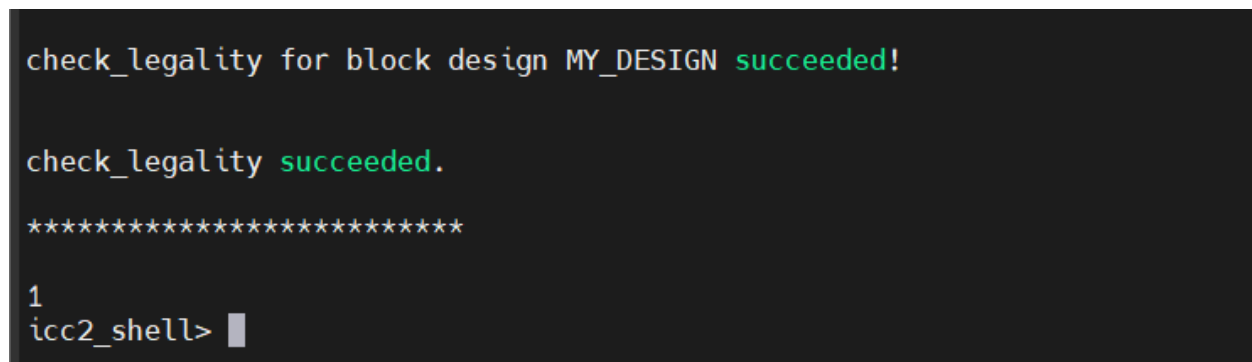 check_legality for block design MY_DESIGN succeeded!
check_legality succeeded.
**************************
1
icc2_shell>